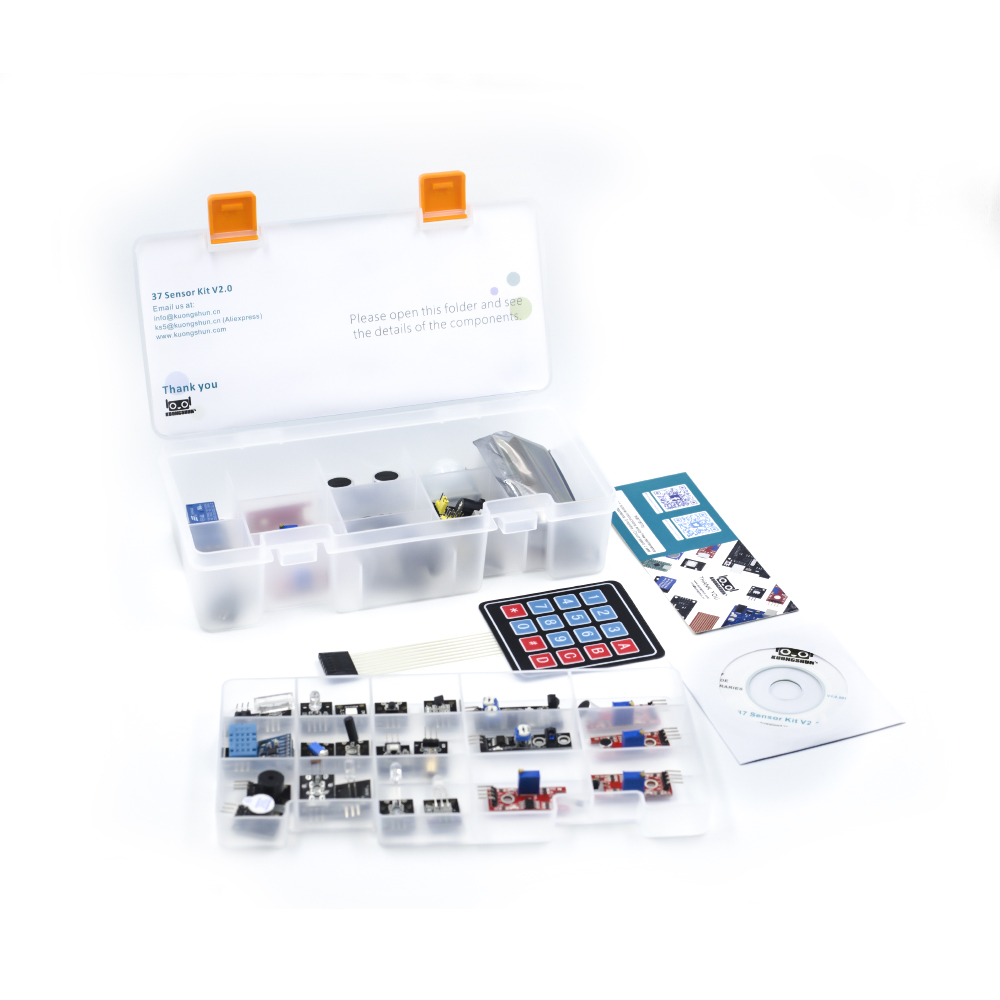 37 Sensor Kit V2.0
Email us at:
info@kuongshun.cn
ks5@kuongshun.cn (Aliexpress)
www.kuongshun.com
Please open this folder and see
the details of the components.
Thank you
KUONGSHUN
THANK YOU
1 2 3 A
4 5 6 B
7 8 9 C
* 0 # D
KUONGSHUN
37 Sensor Kit V2